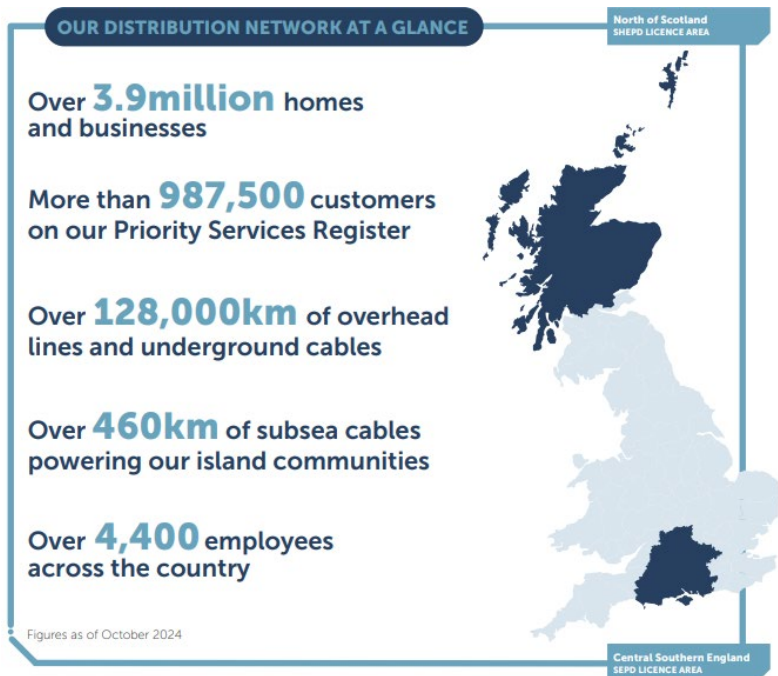 OUR DISTRIBUTION NETWORK AT A GLANCE
North of Scotland
SHEPD LICENCE AREA
Over 3.9million homes
and businesses
More than 987,500 customers
on our Priority Services Register
Over 128,000km of overhead
lines and underground cables
Over 460km of subsea cables
powering our island communities
Over 4,400 employees
across the country
Figures as of October 2024
Central Southern England
SEPD LICENCE AREA